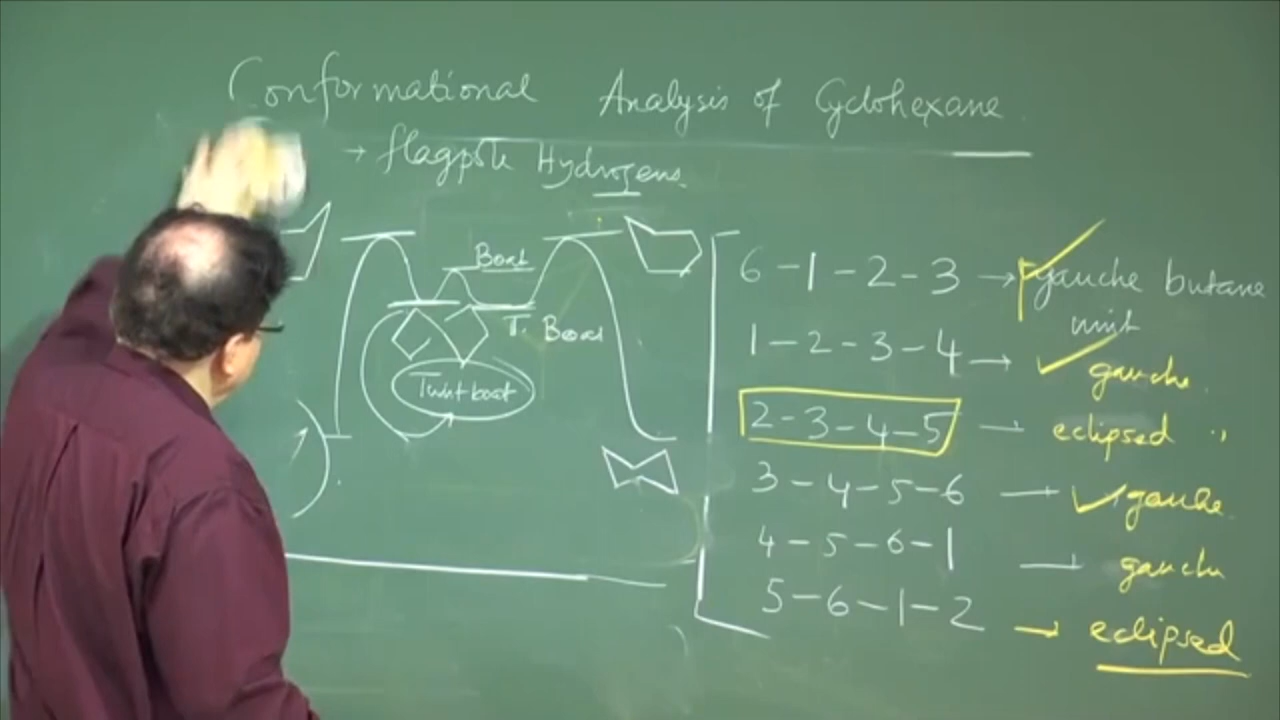 Conformational Analysis of Cyclohexane
→ flagpole Hydrogens
Boat
T. Boat
Twist boat
6-1-2-3 → gauche butane
unit
1-2-3-4 → gauche
2-3-4-5 → eclipsed "
3-4-5-6 → gauche
4-5-6-1 → gauche
5-6-1-2 → eclipsed